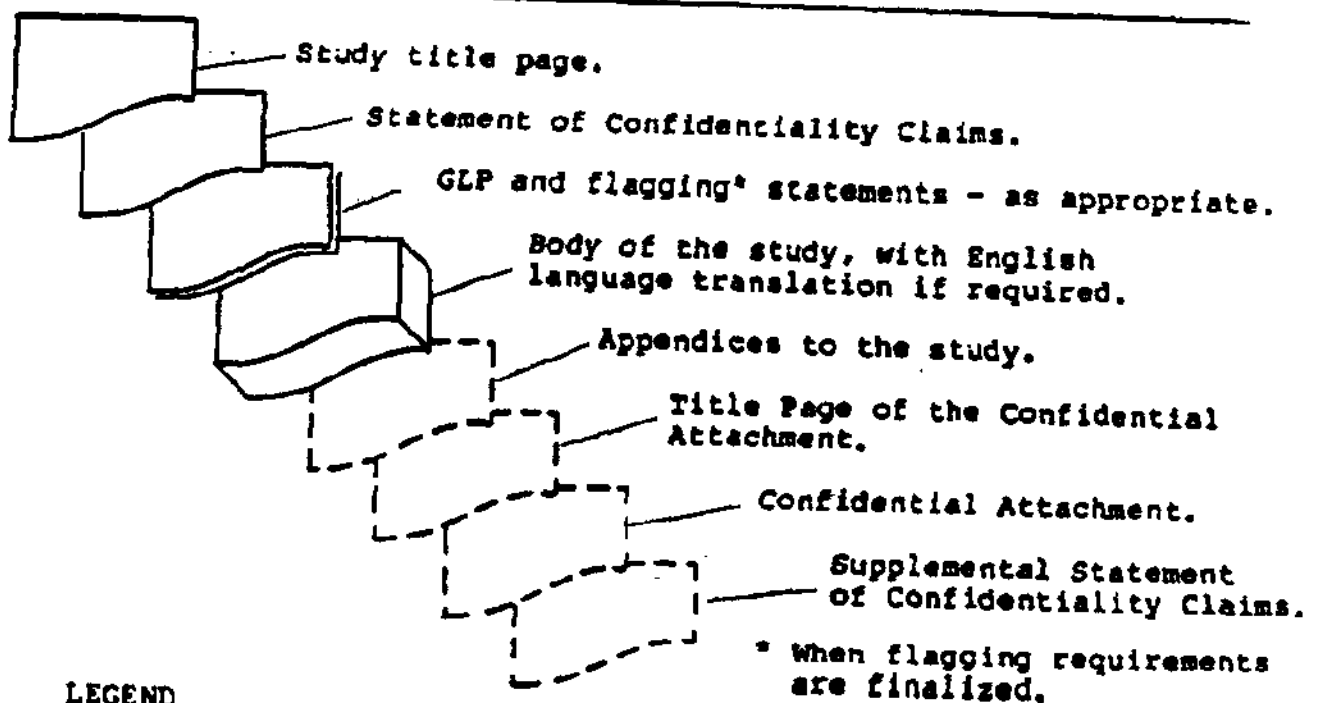 Study title page.
Statement of Confidentiality Claims.
GLP and flagging* statements - as appropriate.
Body of the study, with English
language translation if required.
Appendices to the study.
Title Page of the Confidential
Attachment.
Confidential Attachment.
Supplemental Statement
of Confidentiality Claims.
* When flagging requirements
are finalized.
LEGEND